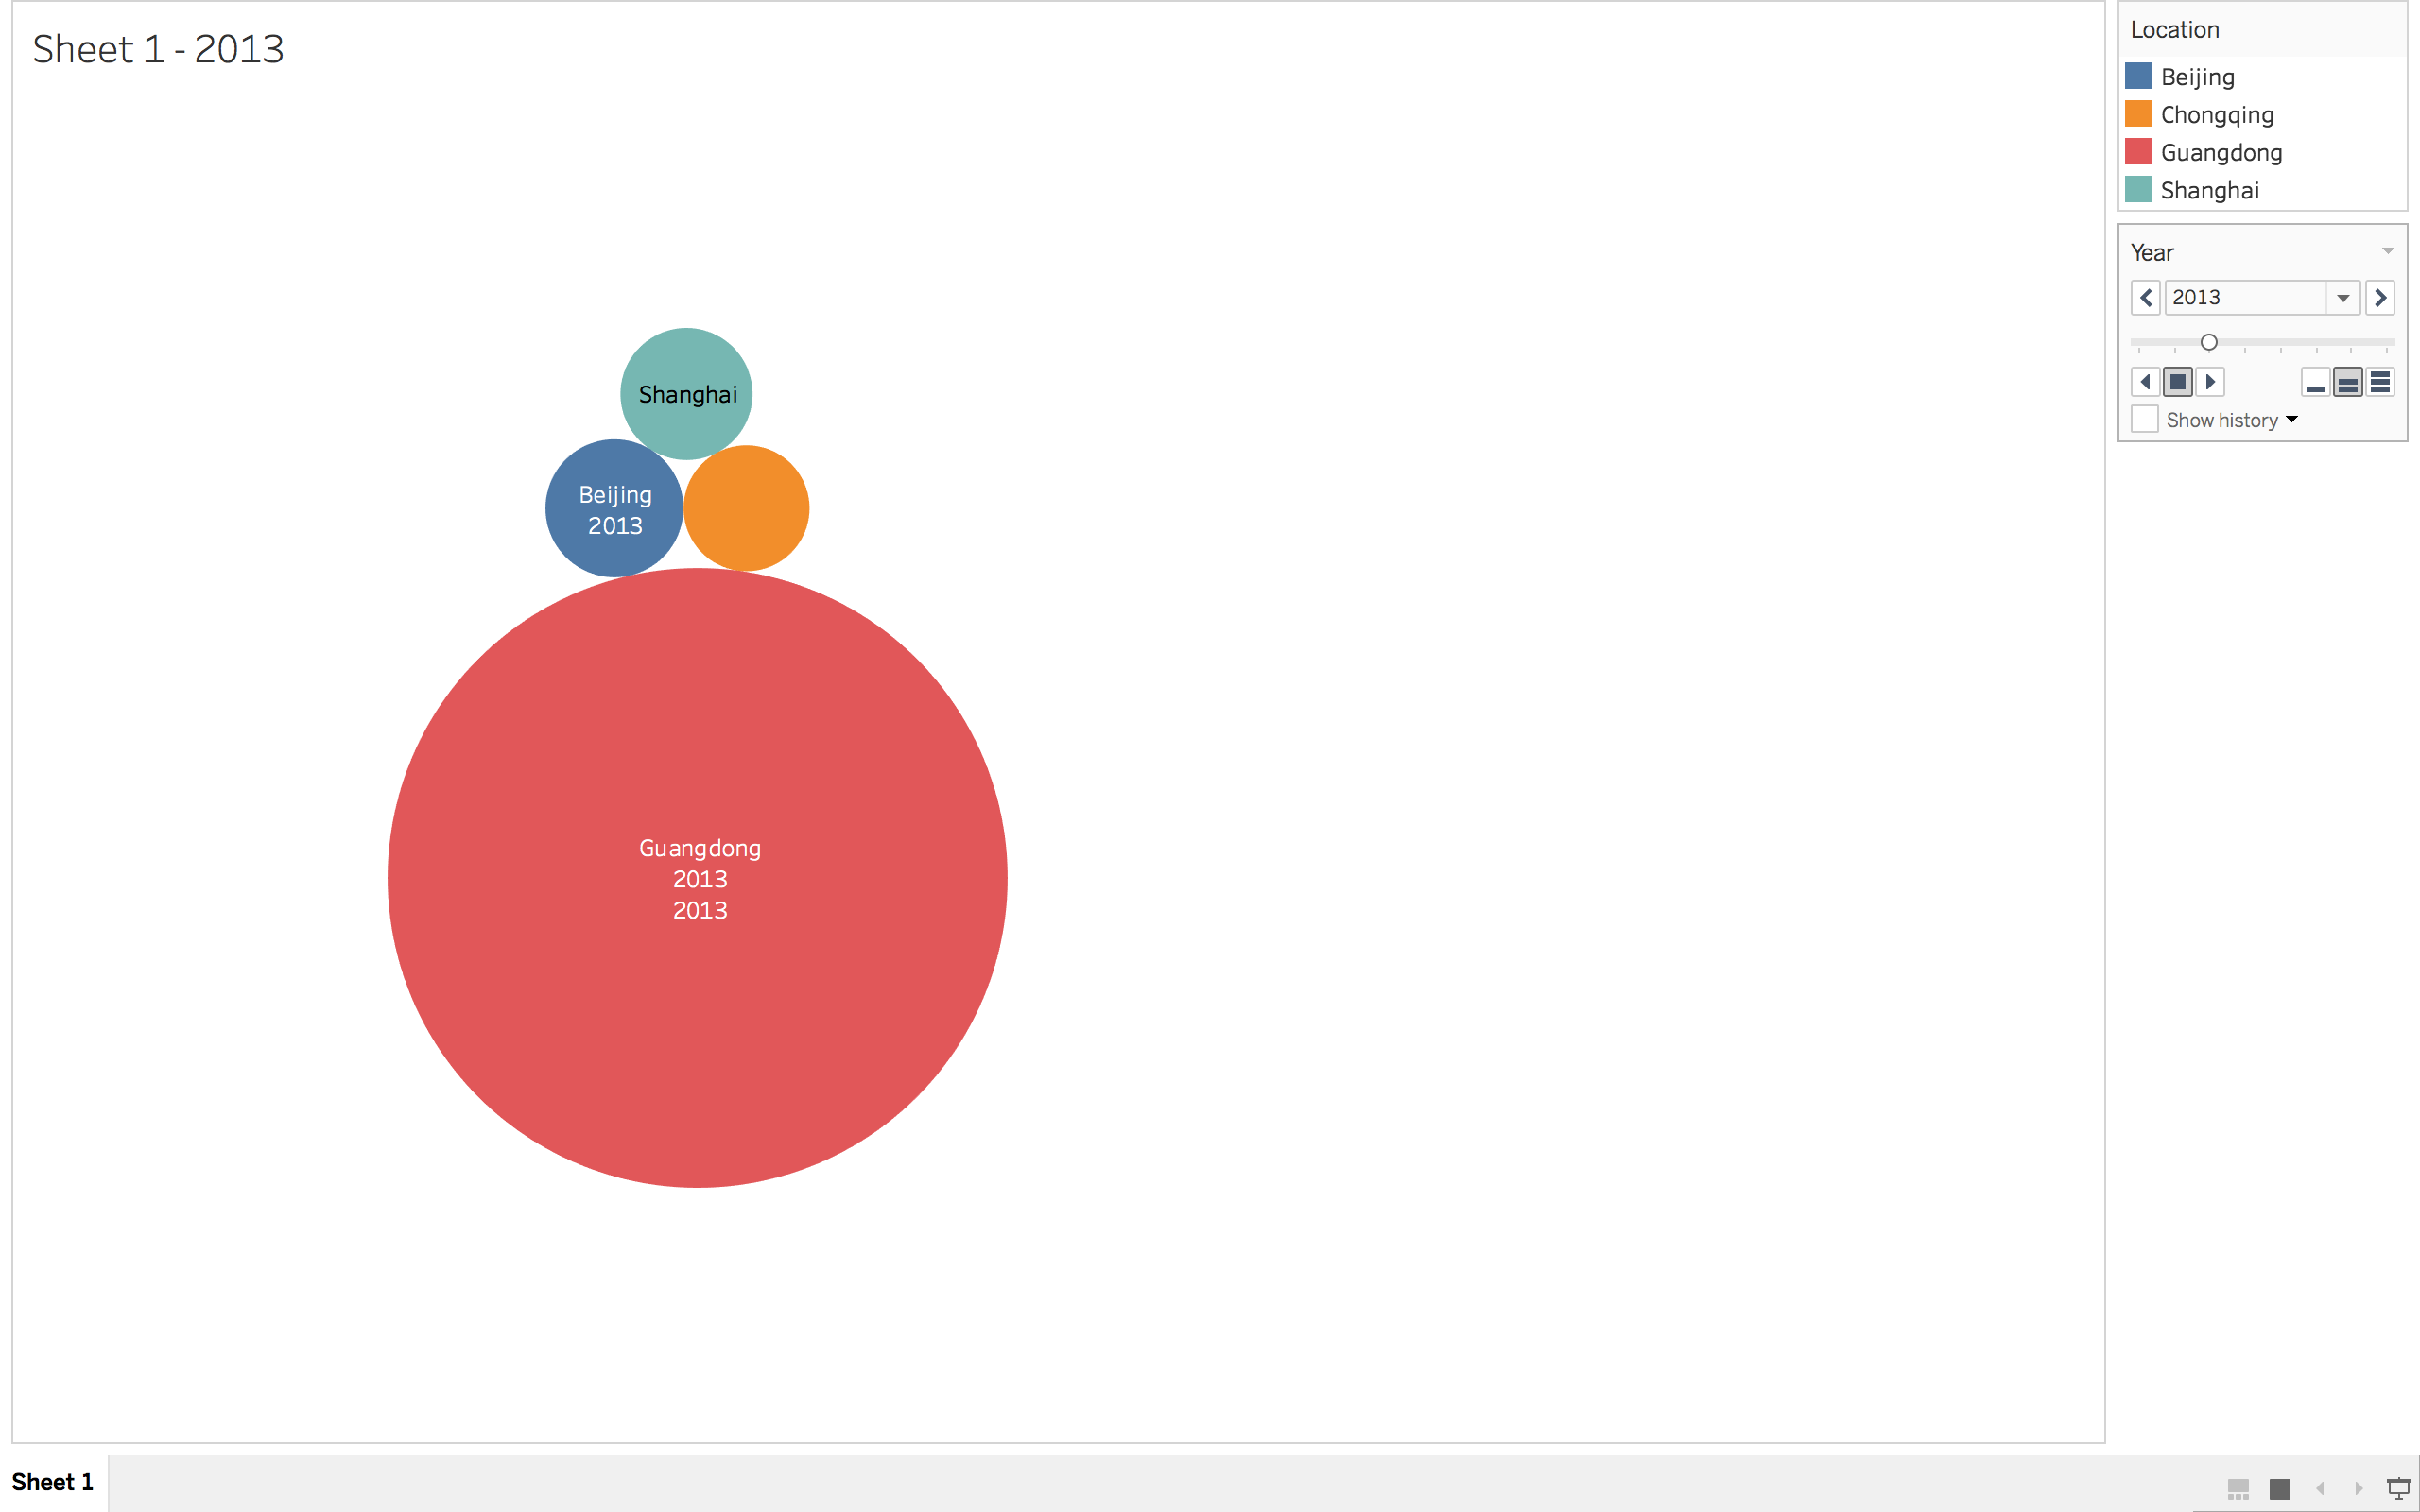 Sheet 1 - 2013
Shanghai
Beijing
2013
Guangdong
2013
2013
Location
Beijing
Chongqing
Guangdong
Shanghai
Year
2013
Show history
Sheet 1